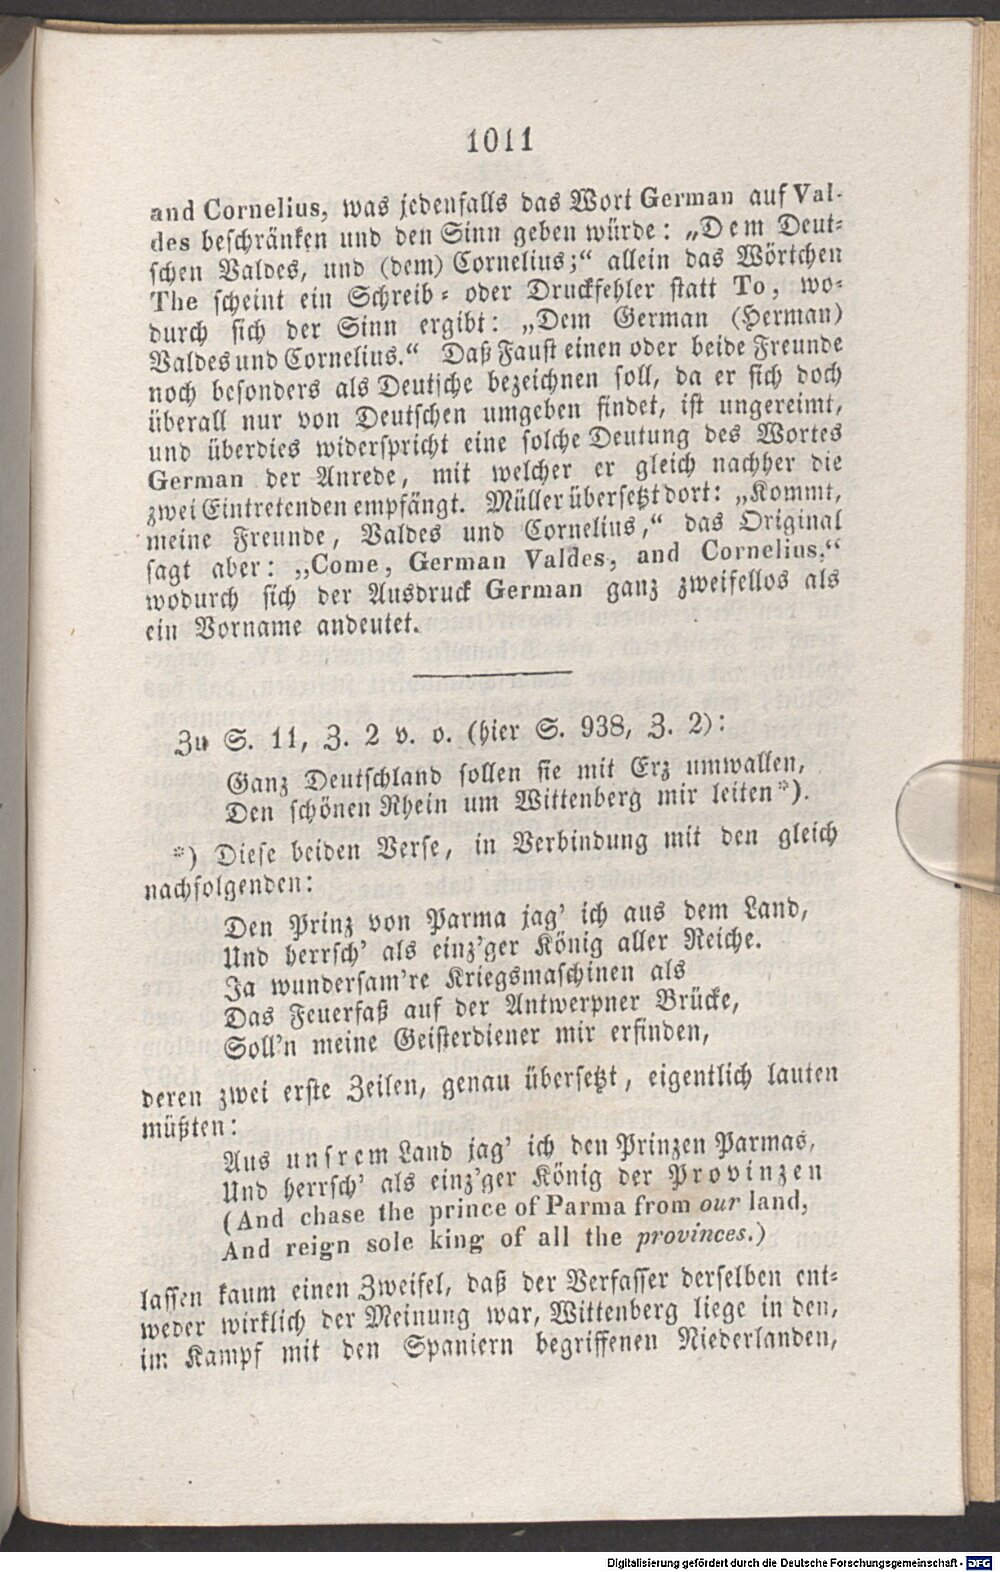 1011
and Cornelius, was jedenfalls das Wort German auf Val-
des beschränken und den Sinn geben würde: „Dem Deut-
schen Valdes, und (dem) Cornelius;“ allein das Wörtchen
The scheint ein Schreib- oder Druckfehler statt To, wo-
durch sich der Sinn ergibt: „Dem German (Herman)
Valdes und Cornelius.“ Daß Faust einen oder beide Freunde
noch besonders als Deutsche bezeichnen soll, da er sich doch
überall nur von Deutschen umgeben findet, ist ungereimt,
und überdies widerspricht eine solche Deutung des Wortes
German der Anrede, mit welcher er gleich nachher die
zwei Eintretenden empfängt. Müller übersetzt dort: „Kommt,
meine Freunde, Valdes und Cornelius,“ das Original
sagt aber: „Come, German Valdes, and Cornelius,“
wodurch sich der Ausdruck German ganz zweifellos als
ein Vorname andeutet.
Zu S. 11, Z. 2 v. o. (hier S. 938, Z. 2):
Ganz Deutschland sollen sie mit Erz umwallen,
Den schönen Rhein um Wittenberg mir leiten*).
*) Diese beiden Verse, in Verbindung mit den gleich
nachfolgenden:
Den Prinz von Parma jag’ ich aus dem Land,
Und herrsch’ als einz’ger König aller Reiche.
Ja wundersam’re Kriegsmaschinen als
Das Feuerfaß auf der Antwerpner Brücke,
Soll’n meine Geisterdiener mir erfinden,
deren zwei erste Zeilen, genau übersetzt, eigentlich lauten
müßten:
Aus unsrem Land jag’ ich den Prinzen Parmas,
Und herrsch’ als einz’ger König der Provinzen
(And chase the prince of Parma from our land,
And reign sole king of all the provinces.)
lassen kaum einen Zweifel, daß der Verfasser derselben ent-
weder wirklich der Meinung war, Wittenberg liege in den,
im Kampf mit den Spaniern begriffenen Niederlanden,
Digitalisierung gefördert durch die Deutsche Forschungsgemeinschaft - DFG